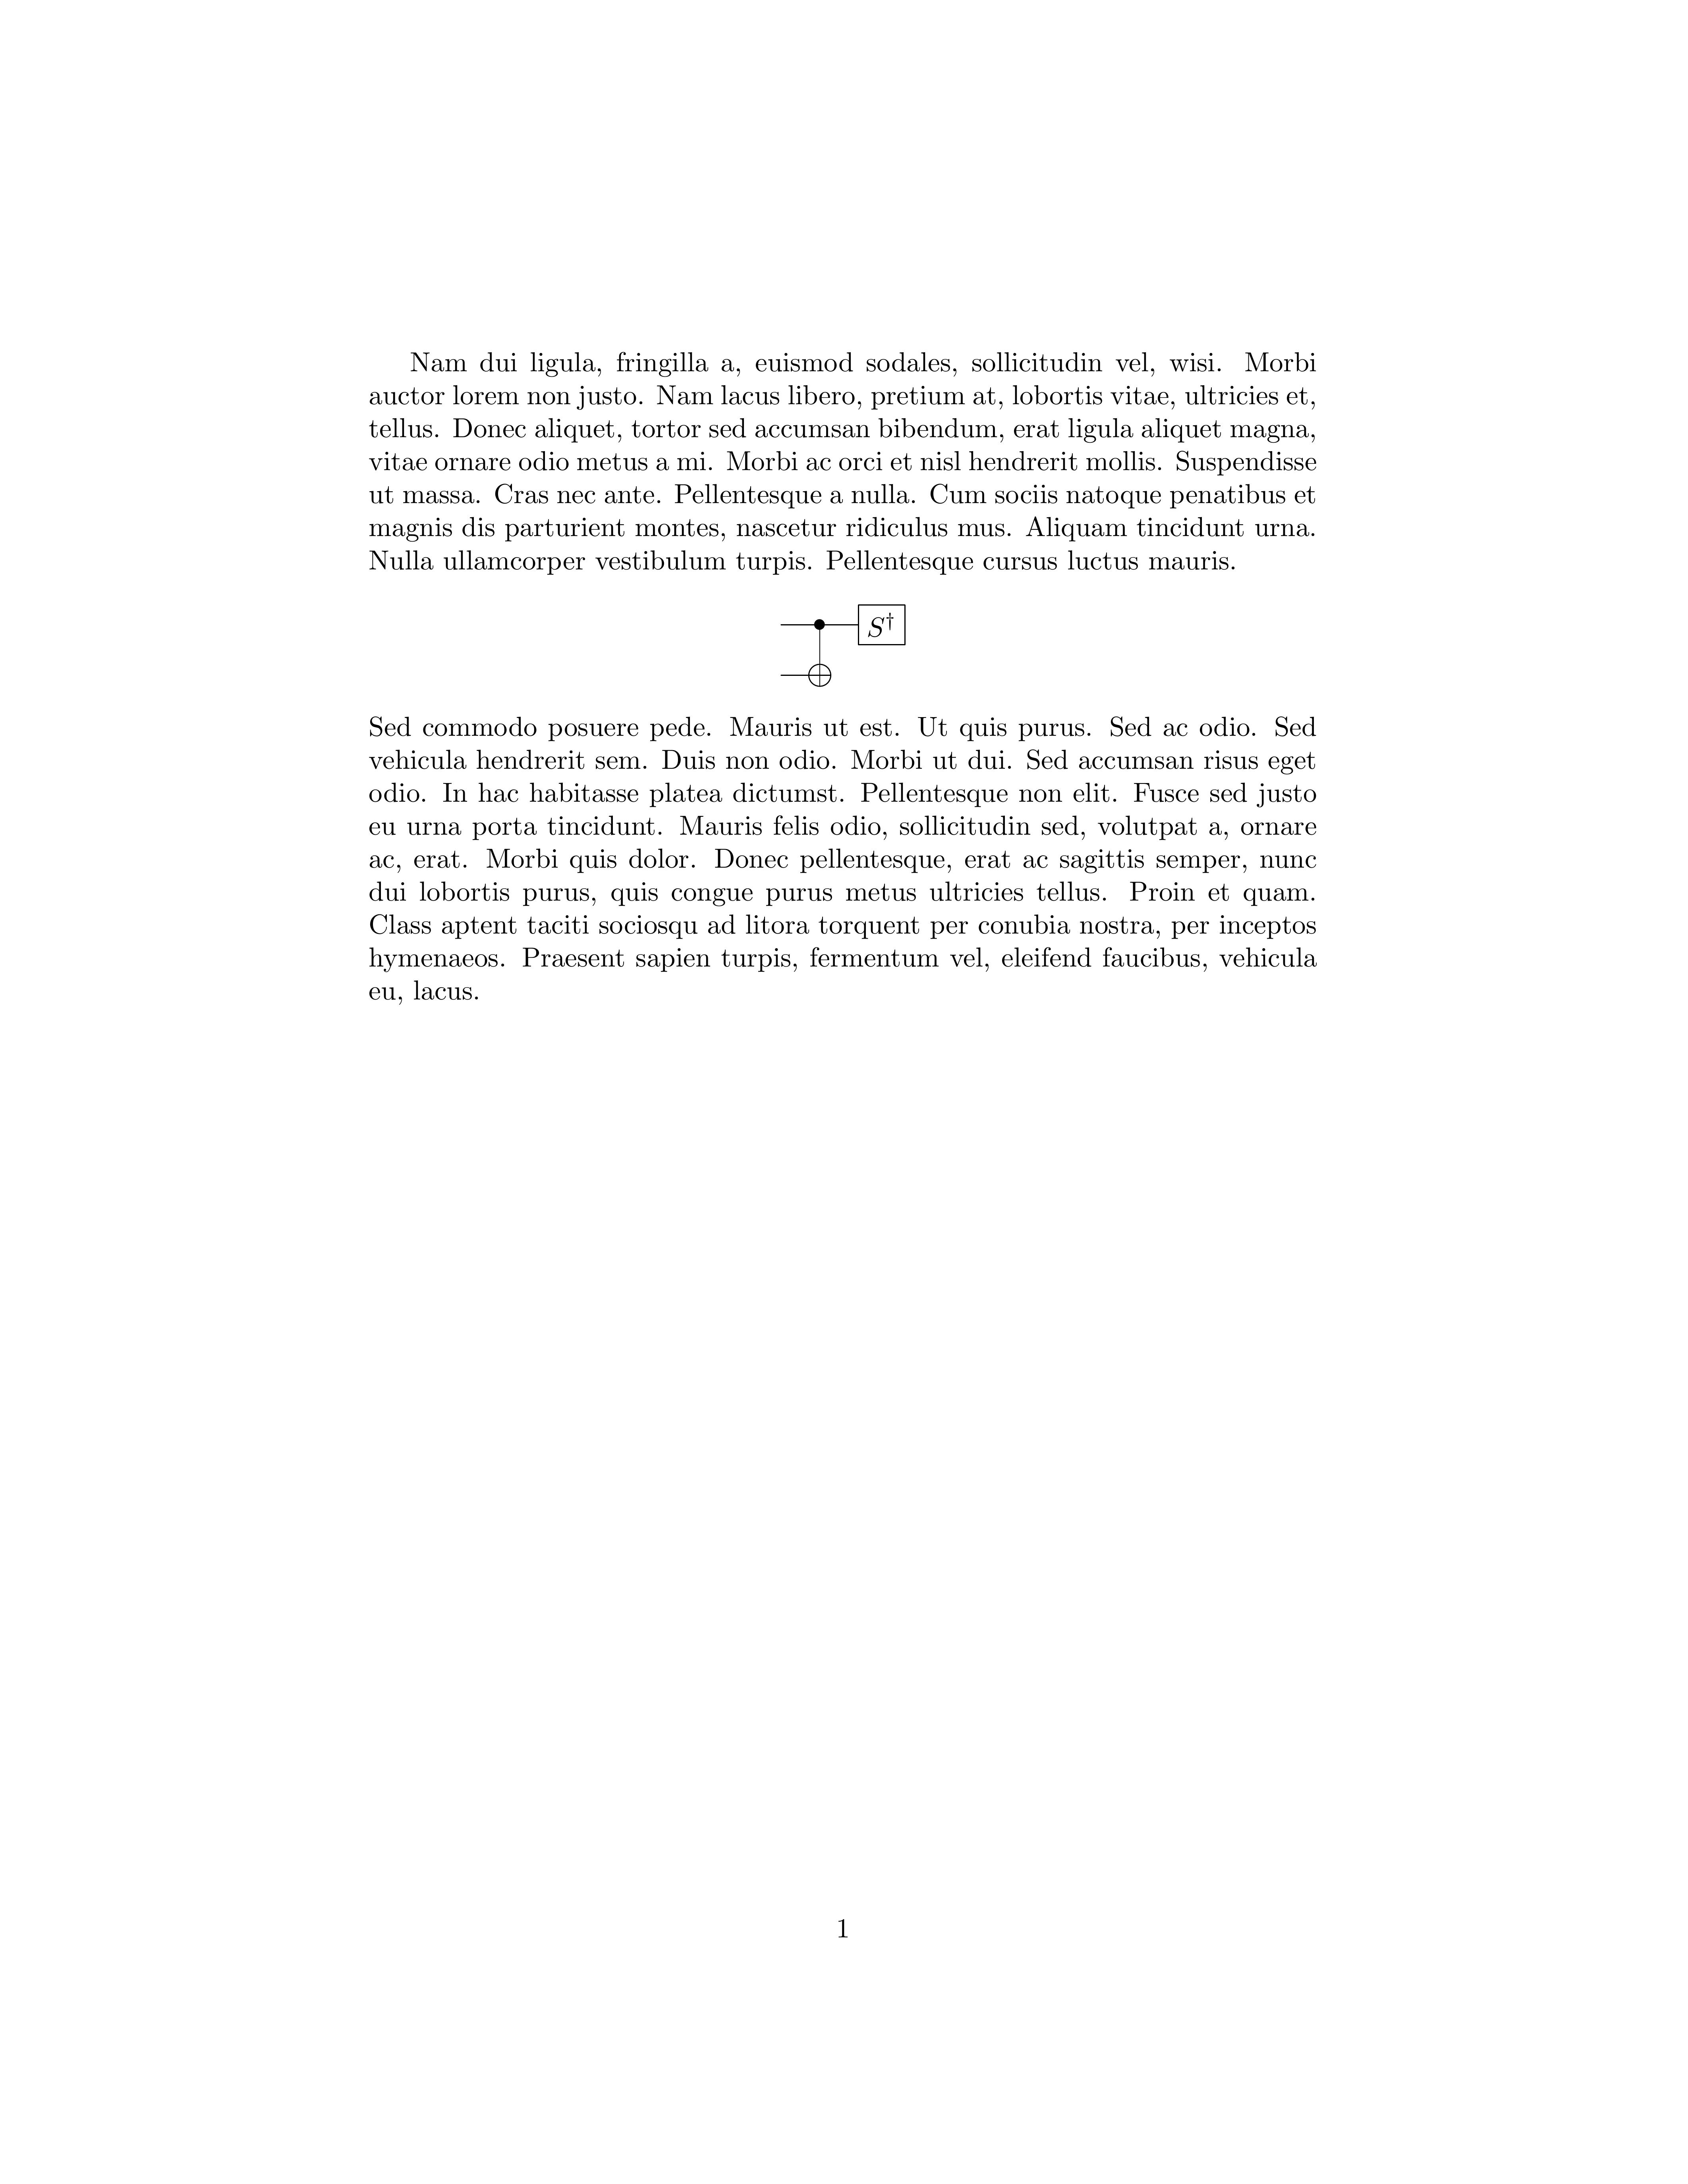 Nam dui ligula, fringilla a, euismod sodales, sollicitudin vel, wisi. Morbi
auctor lorem non justo. Nam lacus libero, pretium at, lobortis vitae, ultricies et,
tellus. Donec aliquet, tortor sed accumsan bibendum, erat ligula aliquet magna,
vitae ornare odio metus a mi. Morbi ac orci et nisl hendrerit mollis. Suspendisse
ut massa. Cras nec ante. Pellentesque a nulla. Cum sociis natoque penatibus et
magnis dis parturient montes, nascetur ridiculus mus. Aliquam tincidunt urna.
Nulla ullamcorper vestibulum turpis. Pellentesque cursus luctus mauris.
S†
Sed commodo posuere pede. Mauris ut est. Ut quis purus. Sed ac odio. Sed
vehicula hendrerit sem. Duis non odio. Morbi ut dui. Sed accumsan risus eget
odio. In hac habitasse platea dictumst. Pellentesque non elit. Fusce sed justo
eu urna porta tincidunt. Mauris felis odio, sollicitudin sed, volutpat a, ornare
ac, erat. Morbi quis dolor. Donec pellentesque, erat ac sagittis semper, nunc
dui lobortis purus, quis congue purus metus ultricies tellus. Proin et quam.
Class aptent taciti sociosqu ad litora torquent per conubia nostra, per inceptos
hymenaeos. Praesent sapien turpis, fermentum vel, eleifend faucibus, vehicula
eu, lacus.
1